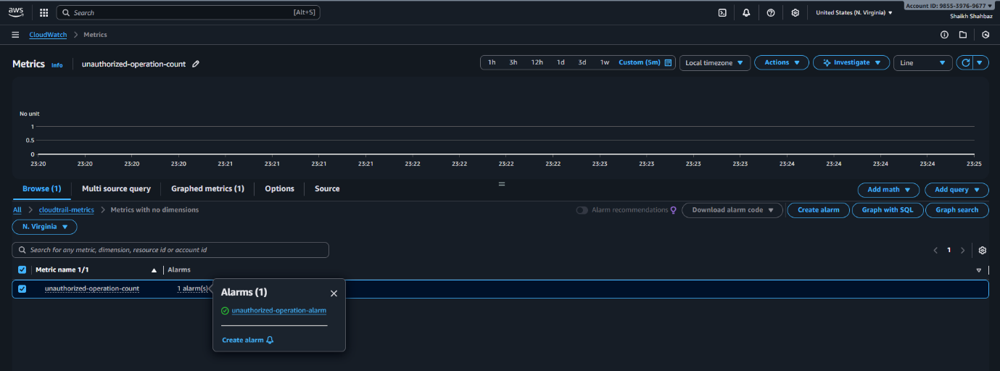 aws Search [Alt+S] United States (N. Virginia) Account ID: 9855-3976-9677
Shaikh Shahbaz
CloudWatch Metrics
Metrics Info unauthorized-operation-count 1h 3h 12h 1d 3d 1w Custom (5m) Local timezone Actions Investigate Line
No unit
1
0.5
0
23:20 23:20 23:20 23:20 23:21 23:21 23:21 23:21 23:22 23:22 23:22 23:22 23:23 23:23 23:23 23:23 23:24 23:24 23:24 23:24 23:25
Browse (1) Multi source query Graphed metrics (1) Options Source Add math Add query
All cloudtrail-metrics Metrics with no dimensions Alarm recommendations Download alarm code Create alarm Graph with SQL Graph search
N. Virginia
Search for any metric, dimension, resource id or account id 1
Metric name 1/1 Alarms
unauthorized-operation-count 1 alarm(s)
Alarms (1)
unauthorized-operation-alarm
Create alarm